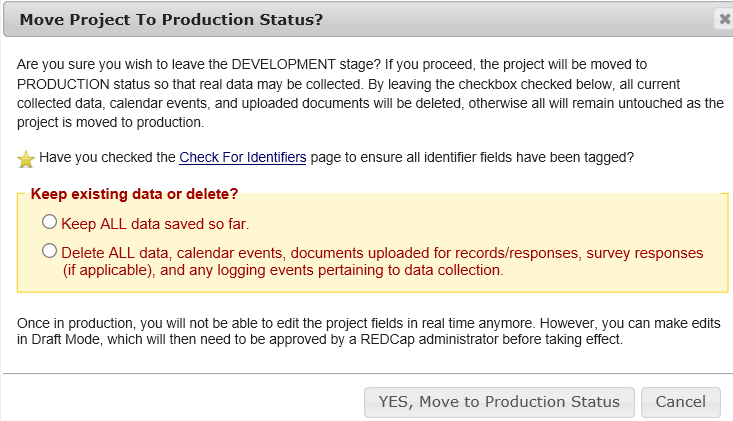 Move Project To Production Status?
Are you sure you wish to leave the DEVELOPMENT stage? If you proceed, the project will be moved to
PRODUCTION status so that real data may be collected. By leaving the checkbox checked below, all current
collected data, calendar events, and uploaded documents will be deleted, otherwise all will remain untouched as the
project is moved to production.
Have you checked the Check For Identifiers page to ensure all identifier fields have been tagged?
Keep existing data or delete?
Keep ALL data saved so far.
Delete ALL data, calendar events, documents uploaded for records/responses, survey responses
(if applicable), and any logging events pertaining to data collection.
Once in production, you will not be able to edit the project fields in real time anymore. However, you can make edits
in Draft Mode, which will then need to be approved by a REDCap administrator before taking effect.
YES, Move to Production Status Cancel